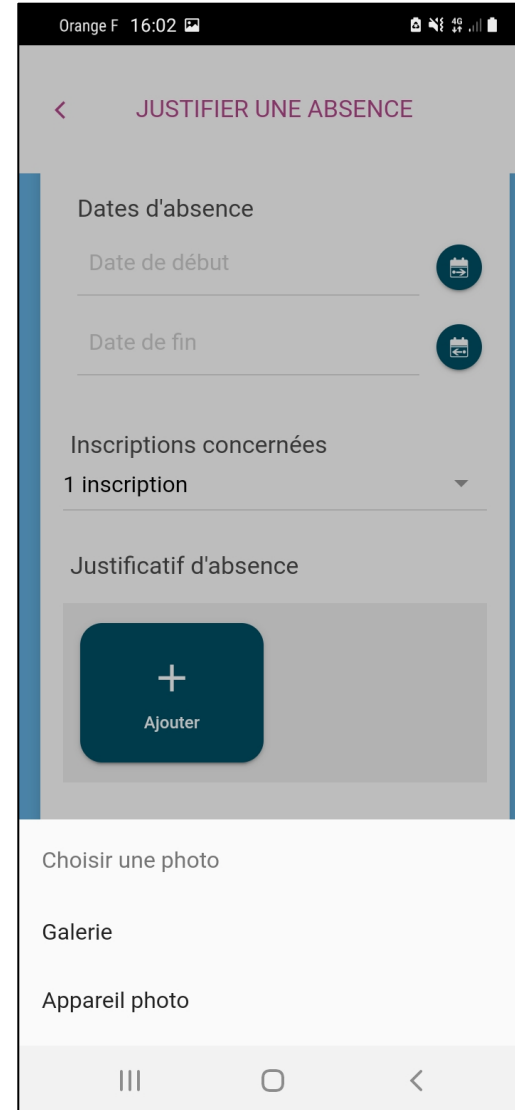 Orange F 16:02
4G
JUSTIFIER UNE ABSENCE
Dates d'absence
Date de début
Date de fin
Inscriptions concernées
1 inscription
Justificatif d'absence
Ajouter
Choisir une photo
Galerie
Appareil photo